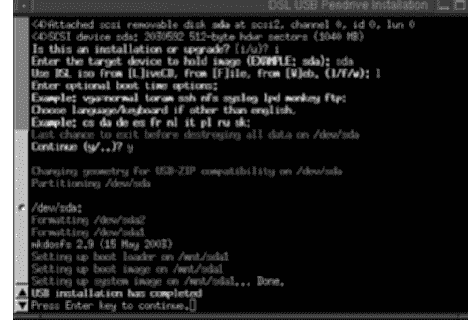 DSL USB Pendrive Installation
<4>Attached scsi removable disk sda at scsi2, channel 0, id 0, lun 0
<4>SCSI device sda: 2030592 512-byte hdwr sectors (1040 MB)
Is this an installation or upgrade? (i/u)? i
Enter the target device to hold image (EXAMPLE: sda): sda
Use DSL iso from [L]iveCD, from [F]ile, from [W]eb, (l/f/w): l
Enter optional boot time options:
Example: vga=normal toram ssh nfs syslog lpd monkey ftp:
Choose language/keyboard if other than english.
Example: cs da de es fr nl it pl ru sk:
Last chance to exit before destroying all data on /dev/sda
Continue (y/..)? y
Changing geometry for USB-ZIP compatibility on /dev/sda
Partitioning /dev/sda
/dev/sda:
Formatting /dev/sda2
Formatting /dev/sda1
mkdosfs 2.9 (15 May 2003)
Setting up boot loader on /mnt/sda1
Setting up boot image on /mnt/sda1
Setting up system image on /mnt/sda1... Done.
USB installation has completed
Press Enter key to continue.